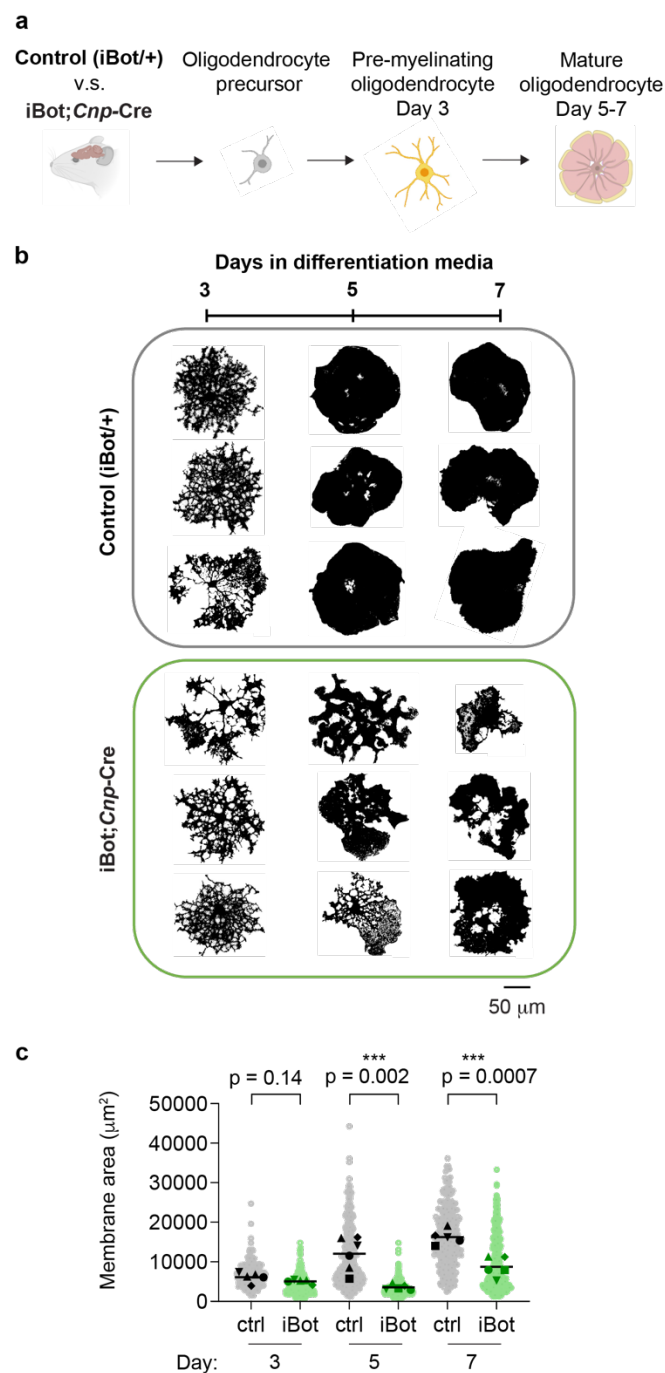 a
Control (iBot/+)
v.s.
iBot;Cnp-Cre
Oligodendrocyte
precursor
Pre-myelinating
oligodendrocyte
Day 3
Mature
oligodendrocyte
Day 5-7
b
Days in differentiation media
3 5 7
Control (iBot/+)
iBot;Cnp-Cre
50 μm
c
*** ***
p = 0.14 p = 0.002 p = 0.0007
Membrane area (μm²)
50000
40000
30000
20000
10000
0
ctrl iBot ctrl iBot ctrl iBot
Day: 3 5 7